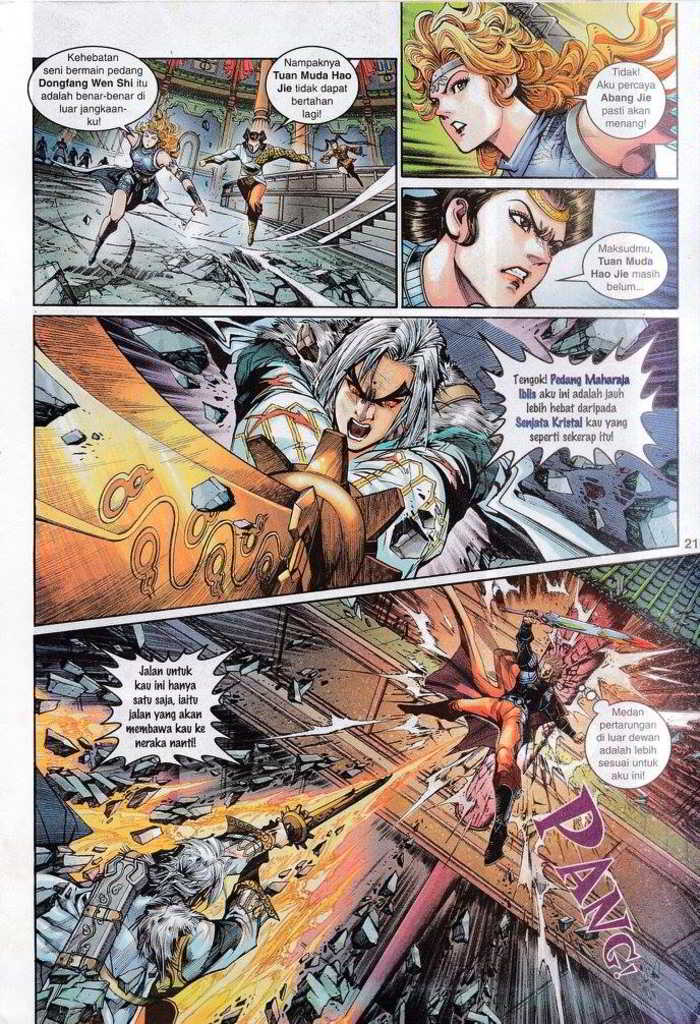 Kehebatan
seni bermain pedang
Dongfang Wen Shi itu
adalah benar-benar di
luar jangkaan-
ku!
Nampaknya
Tuan Muda Hao
Jie tidak dapat
bertahan
lagi!
Tidak!
Aku percaya
Abang Jie
pasti akan
menang!
Maksudmu,
Tuan Muda
Hao Jie masih
belum...
Tengok! Pedang Maharaja
Iblis aku ini adalah jauh
lebih hebat daripada
Senjata Kristal kau yang
seperti sekerap itu!
21
Jalan untuk
kau ini hanya
satu saja, iaitu
jalan yang akan
membawa kau ke
neraka nanti!
Medan
pertarungan
di luar dewan
adalah lebih
sesuai untuk
aku ini!
PANG!